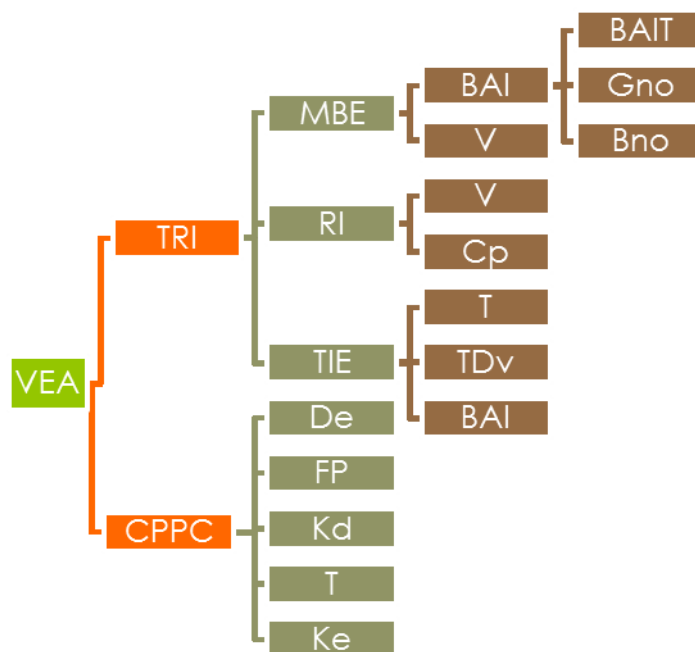 BAIT
BAI
Gno
MBE
V
Bno
V
RI
TRI
Cp
T
TIE
TDv
VEA
De
BAI
FP
CPPC
Kd
T
Ke